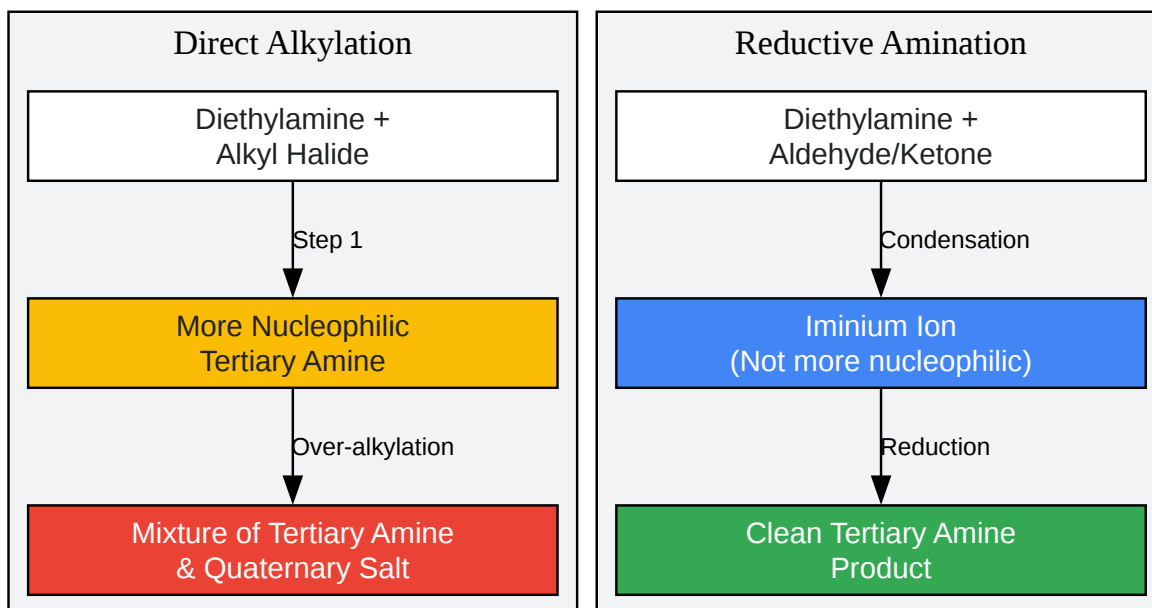 Direct Alkylation
Diethylamine +
Alkyl Halide
Step 1
More Nucleophilic
Tertiary Amine
Over-alkylation
Mixture of Tertiary Amine
& Quaternary Salt
Reductive Amination
Diethylamine +
Aldehyde/Ketone
Condensation
Iminium Ion
(Not more nucleophilic)
Reduction
Clean Tertiary Amine
Product